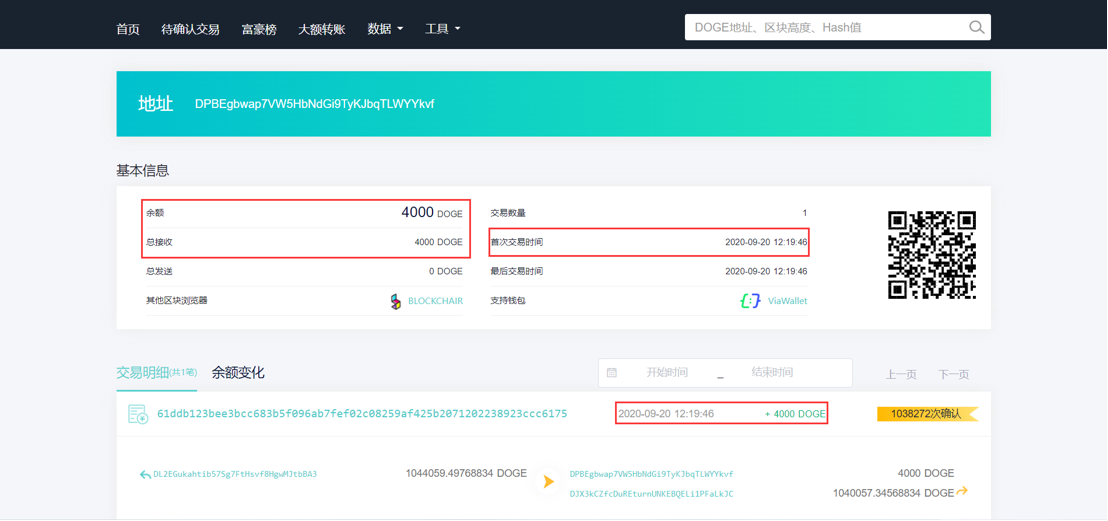 首页 待确认交易 富豪榜 大额转账 数据 工具 DOGE地址、区块高度、Hash值
地址 DPBEgbwap7VW5HbNdGi9TyKJbqTLWYYkvf
基本信息
余额 4000 DOGE 交易数量 1
总接收 4000 DOGE 首次交易时间 2020-09-20 12:19:46
总发送 0 DOGE 最后交易时间 2020-09-20 12:19:46
其他区块浏览器 BLOCKCHAIR 支持钱包 ViaWallet
交易明细(共1笔) 余额变化 开始时间 _ 结束时间 上一页 下一页
61ddb123bee3bcc683b5f096ab7fef02c08259af425b2071202238923ccc6175 2020-09-20 12:19:46 + 4000 DOGE 1038272次确认
DL2EGukahtib57Sg7FtHsvf8HgwMJtbBA3 1044059.49768834 DOGE DPBEgbwap7VW5HbNdGi9TyKJbqTLWYYkvf 4000 DOGE
DJX3kCZfcDuREturnUNKEBQELi1PFaLkJC 1040057.34568834 DOGE